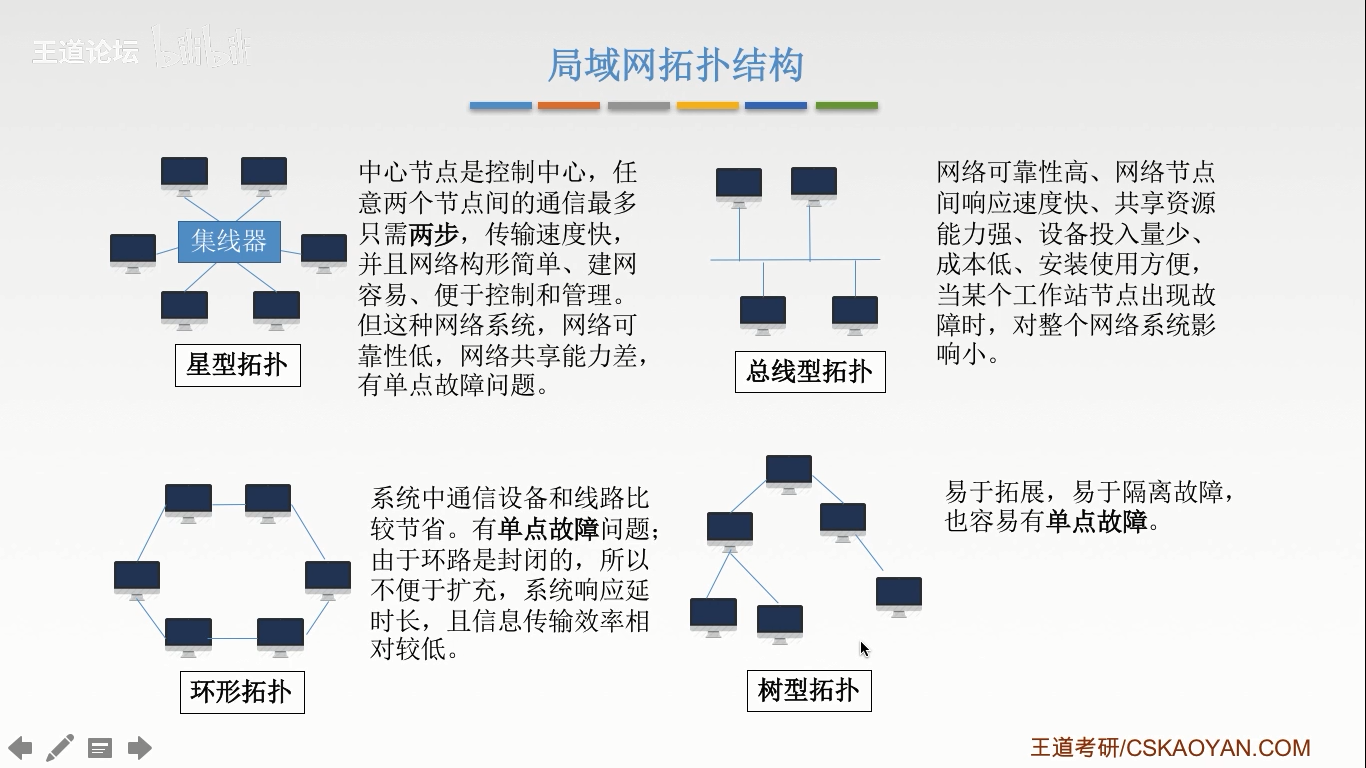 王道论坛 bilibili
局域网拓扑结构
集线器
星型拓扑
中心节点是控制中心，任
意两个节点间的通信最多
只需两步，传输速度快，
并且网络构形简单、建网
容易、便于控制和管理。
但这种网络系统，网络可
靠性低，网络共享能力差，
有单点故障问题。
总线型拓扑
网络可靠性高、网络节点
间响应速度快、共享资源
能力强、设备投入量少、
成本低、安装使用方便，
当某个工作站节点出现故
障时，对整个网络系统影
响小。
环形拓扑
系统中通信设备和线路比
较节省。有单点故障问题；
由于环路是封闭的，所以
不便于扩充，系统响应延
时长，且信息传输效率相
对较低。
树型拓扑
易于拓展，易于隔离故障，
也容易有单点故障。
王道考研/CSKAOYAN.COM